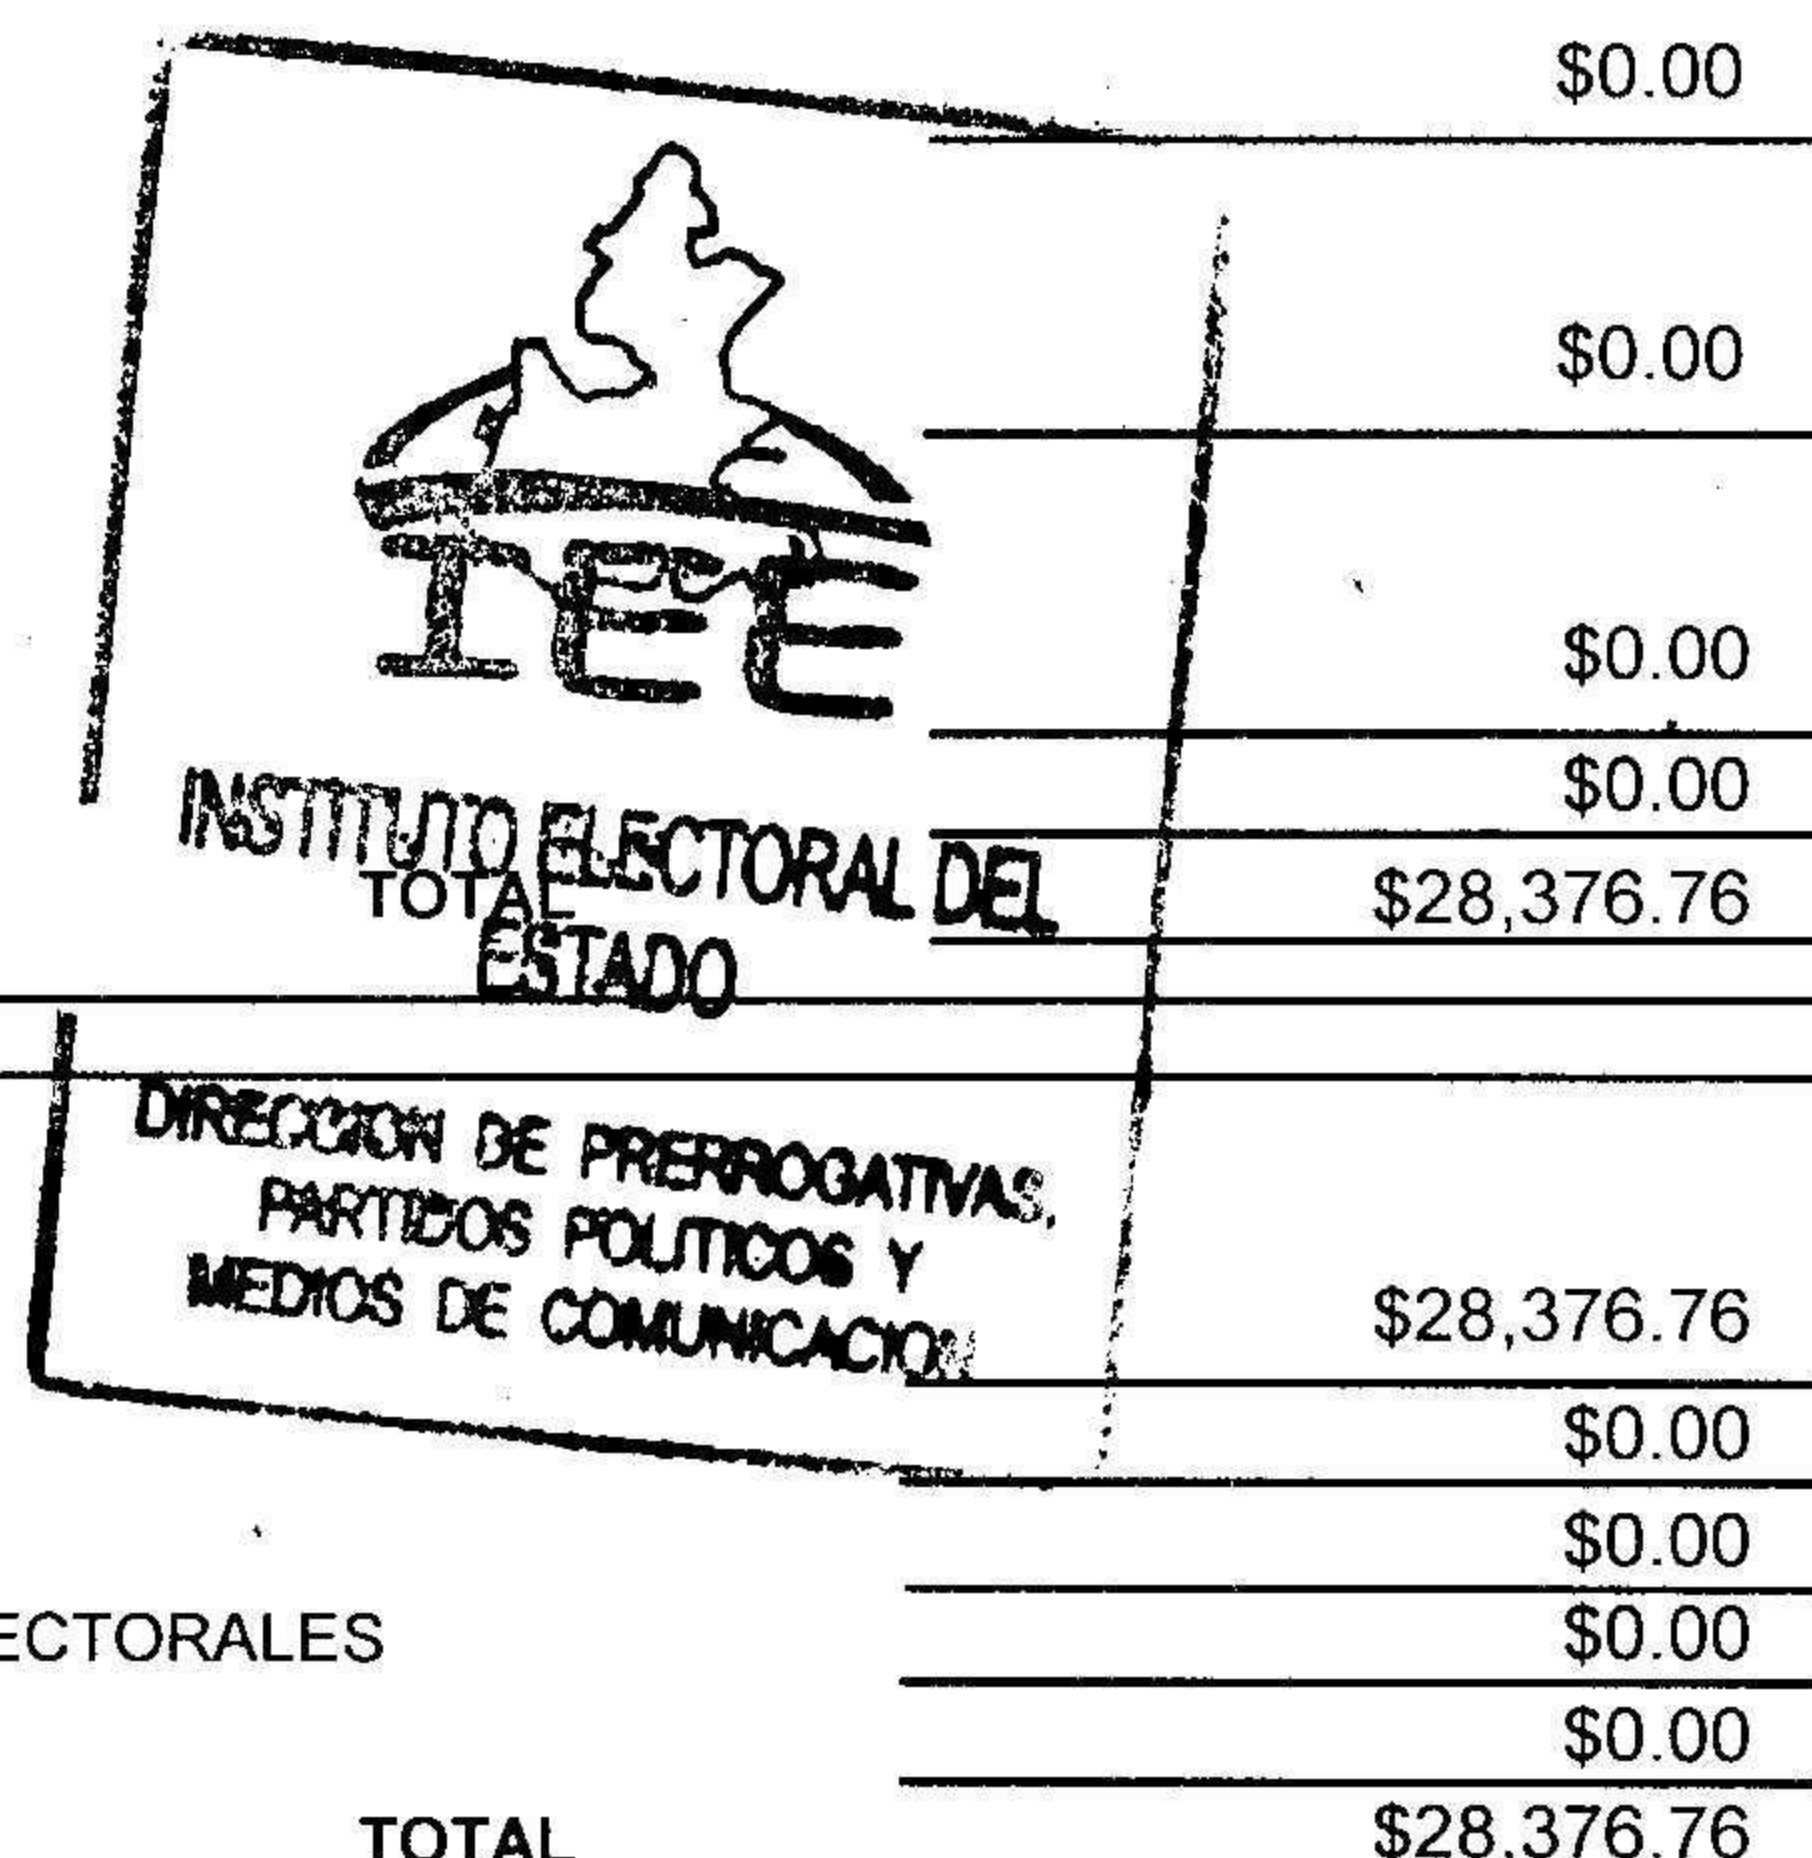 $0.00
$0.00
IEE
$0.00
$0.00
INSTITUTO ELECTORAL DEL
TOTAL $28,376.76
ESTADO
DIRECCION DE PRERROGATIVAS,
PARTIDOS POLITICOS Y
MEDIOS DE COMUNICACION
$28,376.76
$0.00
$0.00
ECTORALES $0.00
$0.00
TOTAL $28,376.76